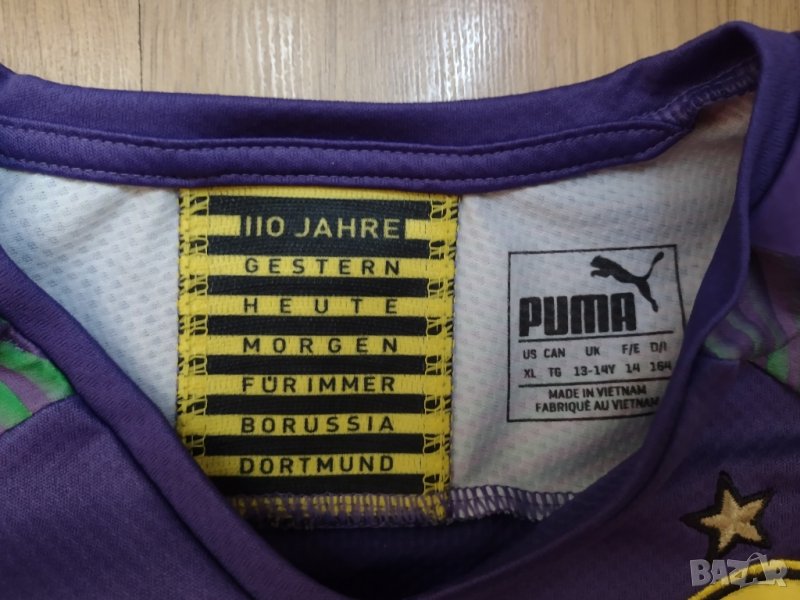 110 JAHRE
GESTERN
HEUTE
MORGEN
FÜR IMMER
BORUSSIA
DORTMUND
PUMA
US CAN UK F/E D/I
XL TG 13-14Y 14 164
MADE IN VIETNAM
FABRIQUÉ AU VIETNAM
BAZAR